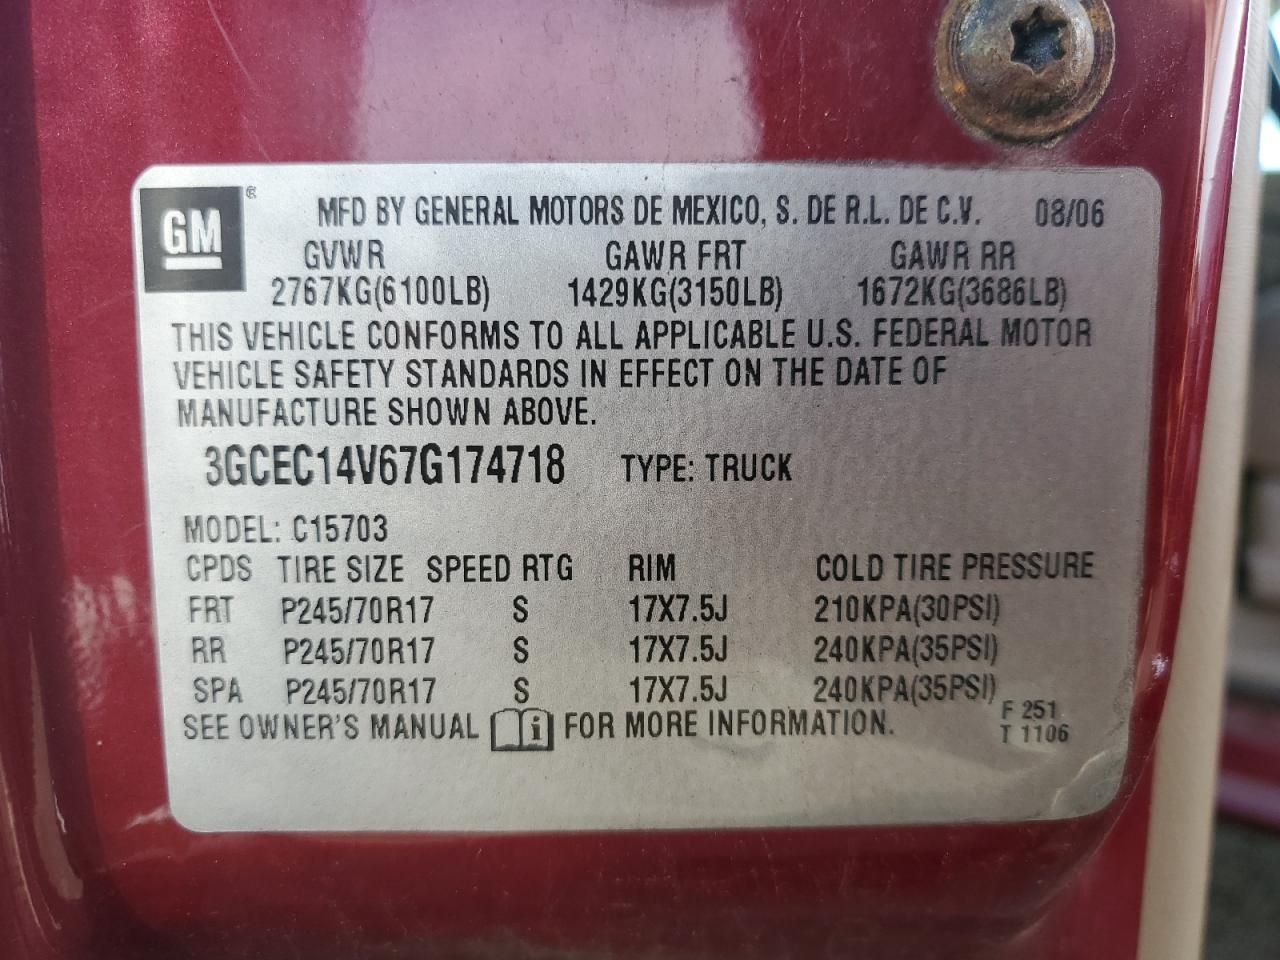 GM ®
MFD BY GENERAL MOTORS DE MEXICO, S. DE R.L. DE C.V. 08/06
GVWR GAWR FRT GAWR RR
2767KG(6100LB) 1429KG(3150LB) 1672KG(3686LB)
THIS VEHICLE CONFORMS TO ALL APPLICABLE U.S. FEDERAL MOTOR
VEHICLE SAFETY STANDARDS IN EFFECT ON THE DATE OF
MANUFACTURE SHOWN ABOVE.
3GCEC14V67G174718 TYPE: TRUCK
MODEL: C15703
CPDS TIRE SIZE SPEED RTG RIM COLD TIRE PRESSURE
FRT P245/70R17 S 17X7.5J 210KPA(30PSI)
RR P245/70R17 S 17X7.5J 240KPA(35PSI)
SPA P245/70R17 S 17X7.5J 240KPA(35PSI)
SEE OWNER'S MANUAL i FOR MORE INFORMATION.
F 251
T 1106